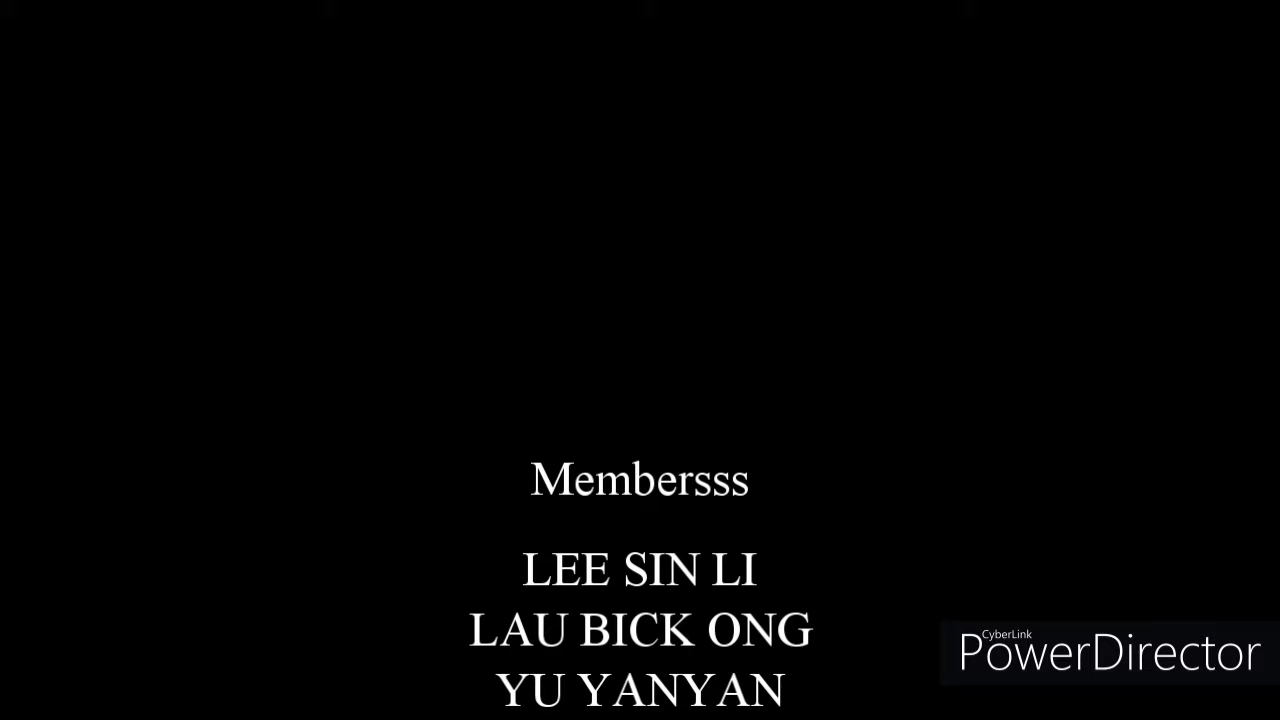 Membersss
LEE SIN LI
LAU BICK ONG
YU YANYAN
CyberLink
PowerDirector